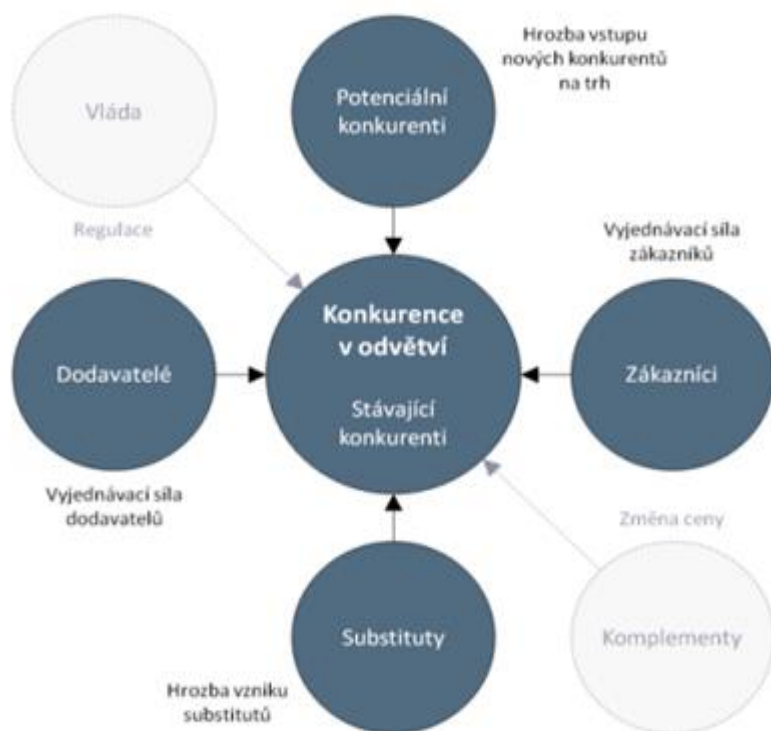 Hrozba vstupu
nových konkurentů
na trh
Vláda
Potenciální
konkurenti
Regulace
Vyjednávací síla
zákazníků
Konkurence
v odvětví
Dodavatelé
Zákazníci
Stávající
konkurenti
Vyjednávací síla
dodavatelů
Změna ceny
Substituty
Komplementy
Hrozba vzniku
substitutů